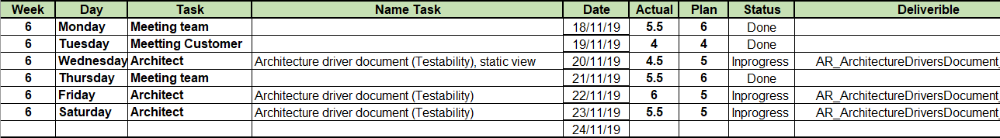 Week Day Task Name Task Date Actual Plan Status Deliverible
6 Monday Meeting team 18/11/19 5.5 6 Done
6 Tuesday Meetting Customer 19/11/19 4 4 Done
6 Wednesday Architect Architecture driver document (Testability), static view 20/11/19 4.5 5 Inprogress AR_ArchitectureDriversDocument_
6 Thursday Meeting team 21/11/19 5.5 6 Done
6 Friday Architect Architecture driver document (Testability) 22/11/19 6 5 Inprogress AR_ArchitectureDriversDocument_
6 Saturday Architect Architecture driver document (Testability) 23/11/19 5.5 5 Inprogress AR_ArchitectureDriversDocument_
24/11/19